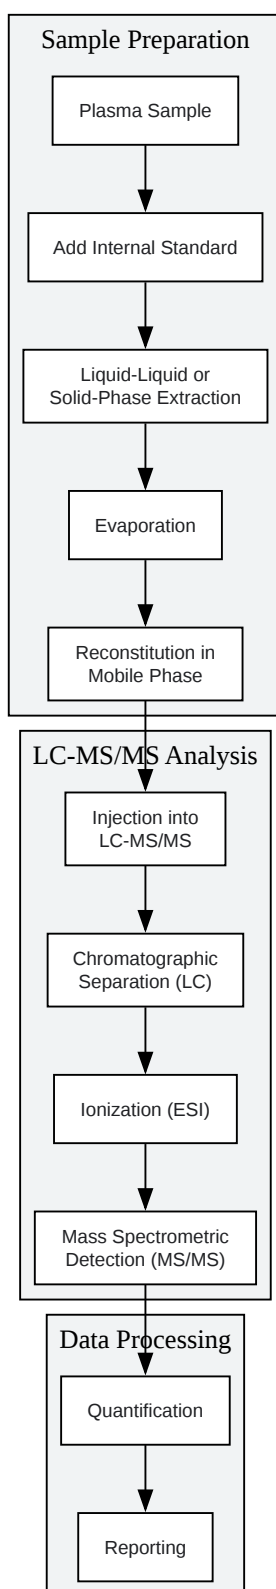 Sample Preparation
Plasma Sample
Add Internal Standard
Liquid-Liquid or
Solid-Phase Extraction
Evaporation
Reconstitution in
Mobile Phase
LC-MS/MS Analysis
Injection into
LC-MS/MS
Chromatographic
Separation (LC)
Ionization (ESI)
Mass Spectrometric
Detection (MS/MS)
Data Processing
Quantification
Reporting